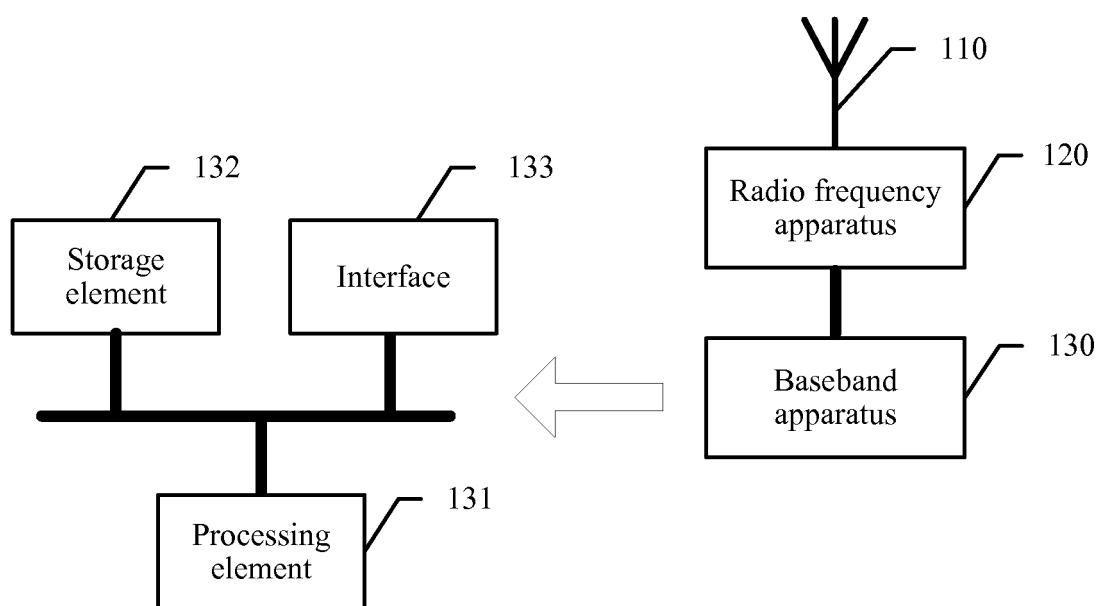 110
120
Radio frequency
apparatus
130
Baseband
apparatus
132
Storage
element
133
Interface
131
Processing
element